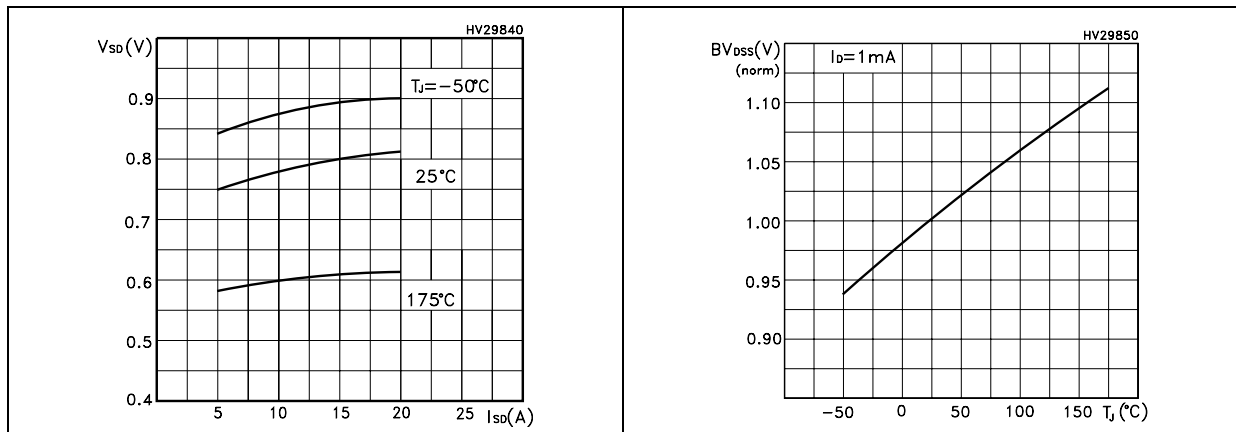 HV29840
VSD(V)
TJ=-50°C
0.9
0.8
25°C
0.7
0.6
175°C
0.5
0.4
5 10 15 20 25 ISD(A)
HV29850
BVDSS(V)
(norm)
ID=1mA
1.10
1.05
1.00
0.95
0.90
-50 0 50 100 150 TJ(°C)